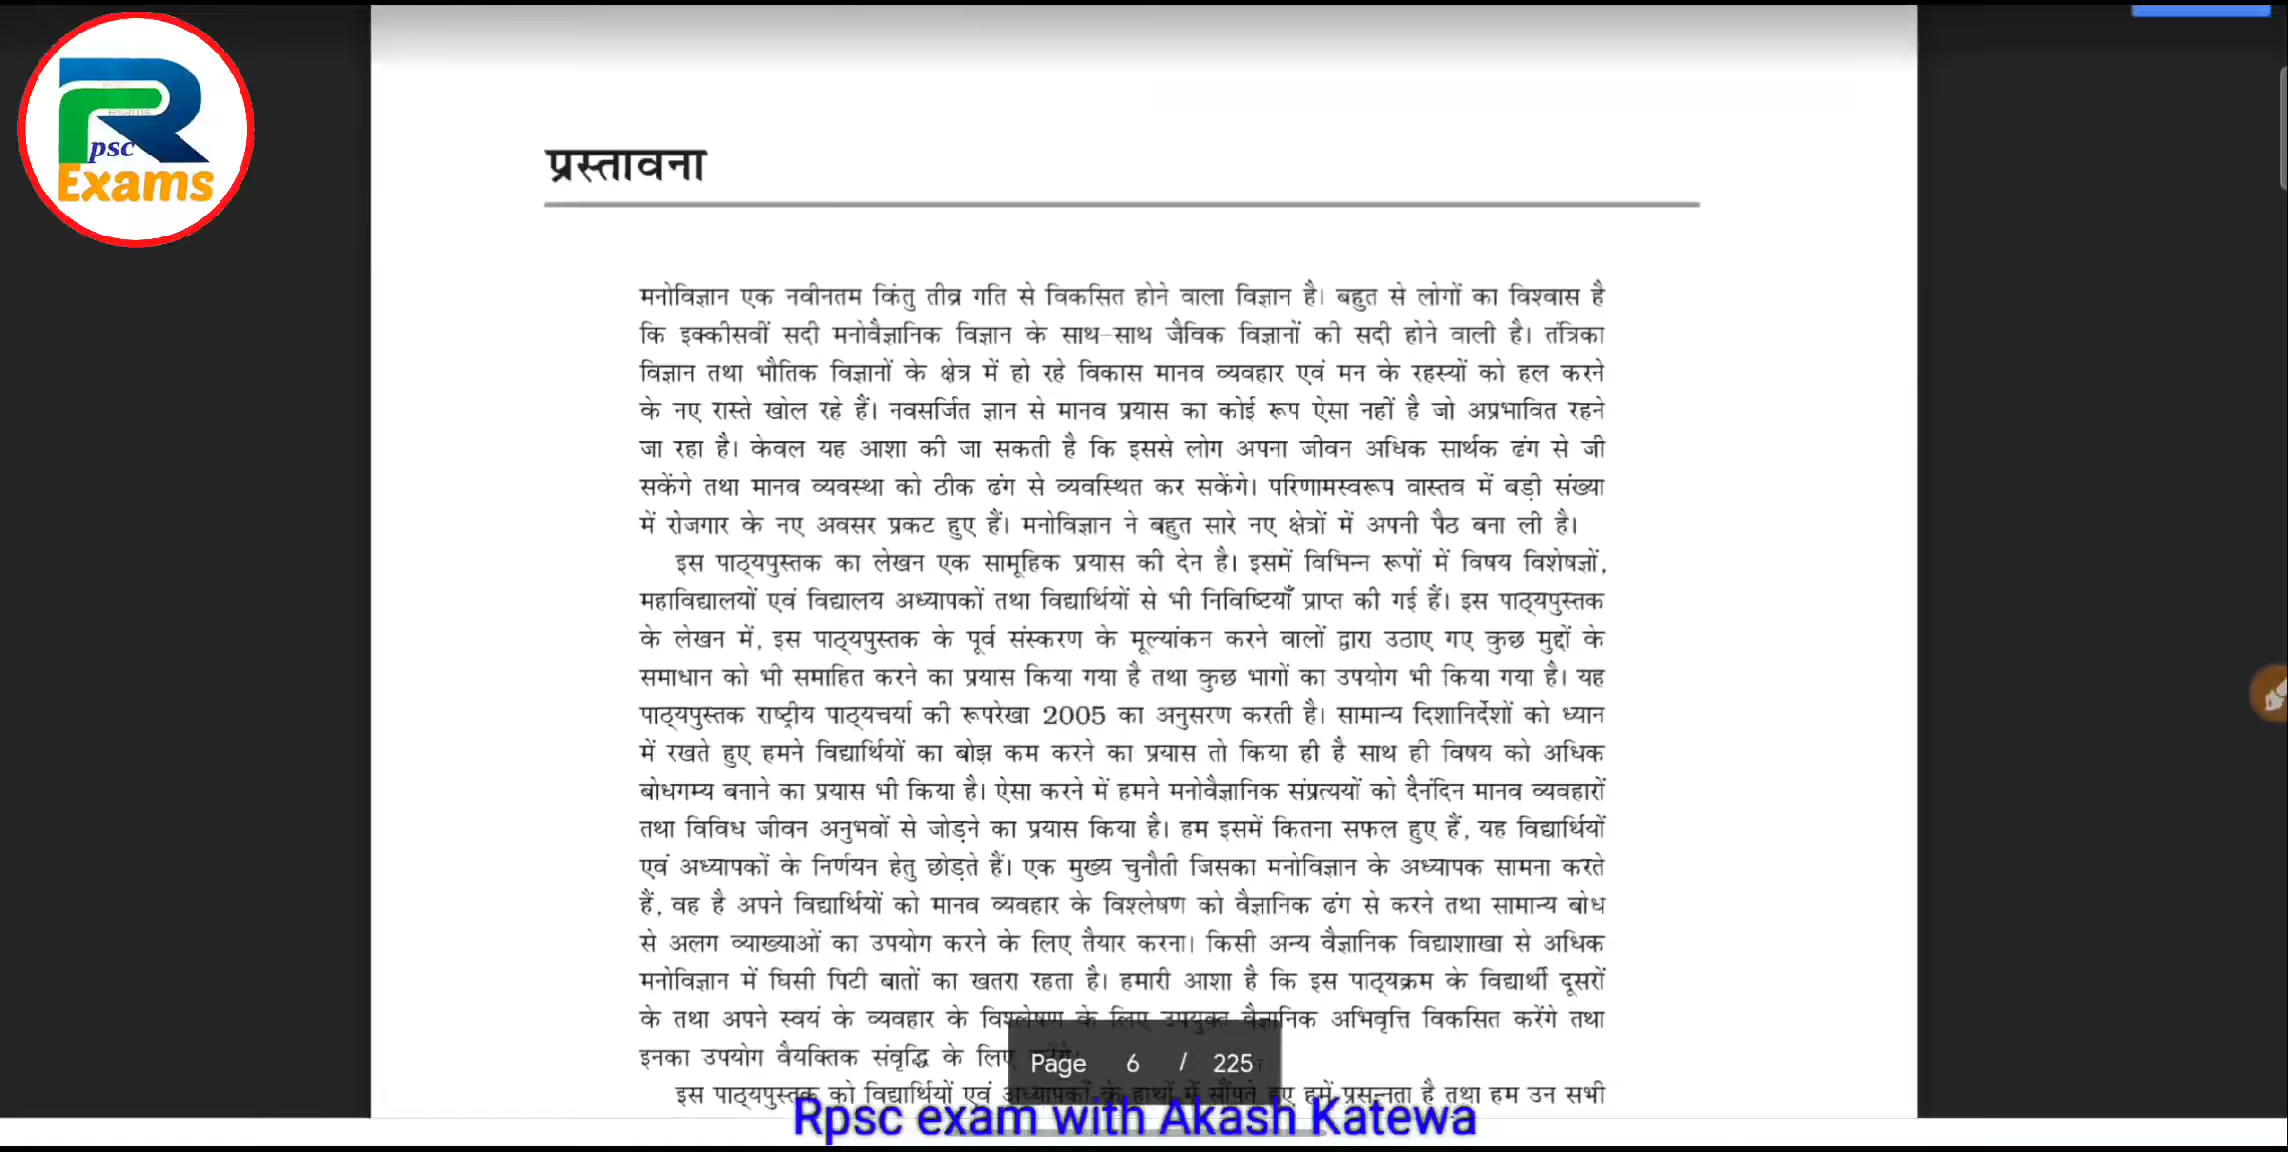 psc
Exams
प्रस्तावना
मनोविज्ञान एक नवीनतम किंतु तीव्र गति से विकसित होने वाला विज्ञान है। बहुत से लोगों का विश्वास है
कि इक्कीसवीं सदी मनोवैज्ञानिक विज्ञान के साथ-साथ जैविक विज्ञानों की सदी होने वाली है। तंत्रिका
विज्ञान तथा भौतिक विज्ञानों के क्षेत्र में हो रहे विकास मानव व्यवहार एवं मन के रहस्यों को हल करने
के नए रास्ते खोल रहे हैं। नवसर्जित ज्ञान से मानव प्रयास का कोई रूप ऐसा नहीं है जो अप्रभावित रहने
जा रहा है। केवल यह आशा की जा सकती है कि इससे लोग अपना जीवन अधिक सार्थक ढंग से जी
सकेंगे तथा मानव व्यवस्था को ठीक ढंग से व्यवस्थित कर सकेंगे। परिणामस्वरूप वास्तव में बड़ी संख्या
में रोजगार के नए अवसर प्रकट हुए हैं। मनोविज्ञान ने बहुत सारे नए क्षेत्रों में अपनी पैठ बना ली है।
इस पाठ्यपुस्तक का लेखन एक सामूहिक प्रयास की देन है। इसमें विभिन्न रूपों में विषय विशेषज्ञों,
महाविद्यालयों एवं विद्यालय अध्यापकों तथा विद्यार्थियों से भी निविष्टियाँ प्राप्त की गई हैं। इस पाठ्यपुस्तक
के लेखन में, इस पाठ्यपुस्तक के पूर्व संस्करण के मूल्यांकन करने वालों द्वारा उठाए गए कुछ मुद्दों के
समाधान को भी समाहित करने का प्रयास किया गया है तथा कुछ भागों का उपयोग भी किया गया है। यह
पाठ्यपुस्तक राष्ट्रीय पाठ्यचर्या की रूपरेखा 2005 का अनुसरण करती है। सामान्य दिशानिर्देशों को ध्यान
में रखते हुए हमने विद्यार्थियों का बोझ कम करने का प्रयास तो किया ही है साथ ही विषय को अधिक
बोधगम्य बनाने का प्रयास भी किया है। ऐसा करने में हमने मनोवैज्ञानिक संप्रत्ययों को दैनंदिन मानव व्यवहारों
तथा विविध जीवन अनुभवों से जोड़ने का प्रयास किया है। हम इसमें कितना सफल हुए हैं, यह विद्यार्थियों
एवं अध्यापकों के निर्णयन हेतु छोड़ते हैं। एक मुख्य चुनौती जिसका मनोविज्ञान के अध्यापक सामना करते
हैं, वह है अपने विद्यार्थियों को मानव व्यवहार के विश्लेषण को वैज्ञानिक ढंग से करने तथा सामान्य बोध
से अलग व्याख्याओं का उपयोग करने के लिए तैयार करना। किसी अन्य वैज्ञानिक विद्याशाखा से अधिक
मनोविज्ञान में घिसी पिटी बातों का खतरा रहता है। हमारी आशा है कि इस पाठ्यक्रम के विद्यार्थी दूसरों
के तथा अपने स्वयं के व्यवहार के विश्लेषण के लिए उपयुक्त वैज्ञानिक अभिवृत्ति विकसित करेंगे तथा
इनका उपयोग वैयक्तिक संवृद्धि के लिए
Page 6 / 225
इस पाठ्यपुस्तक को विद्यार्थियों एवं अध्यापकों के हाथों में सौंपते हुए हमें प्रसन्नता है तथा हम उन सभी
Rpsc exam with Akash Katewa